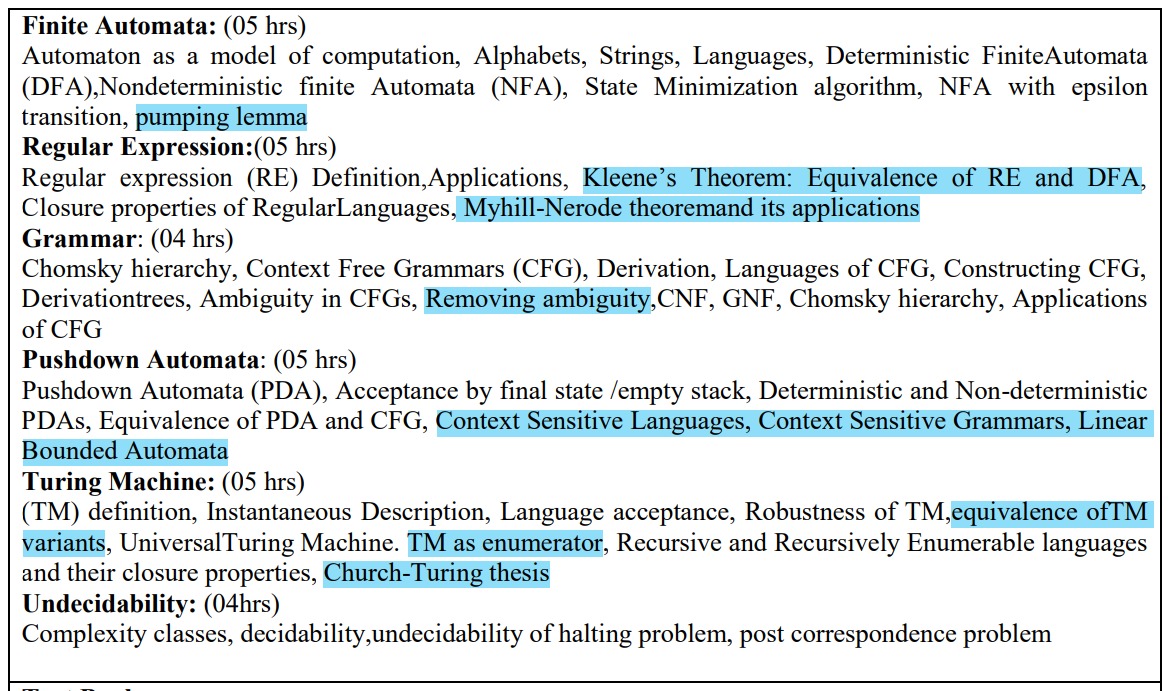 Finite Automata: (05 hrs)
Automaton as a model of computation, Alphabets, Strings, Languages, Deterministic FiniteAutomata
(DFA),Nondeterministic finite Automata (NFA), State Minimization algorithm, NFA with epsilon
transition, pumping lemma
Regular Expression:(05 hrs)
Regular expression (RE) Definition,Applications, Kleene’s Theorem: Equivalence of RE and DFA,
Closure properties of RegularLanguages, Myhill-Nerode theoremand its applications
Grammar: (04 hrs)
Chomsky hierarchy, Context Free Grammars (CFG), Derivation, Languages of CFG, Constructing CFG,
Derivationtrees, Ambiguity in CFGs, Removing ambiguity,CNF, GNF, Chomsky hierarchy, Applications
of CFG
Pushdown Automata: (05 hrs)
Pushdown Automata (PDA), Acceptance by final state /empty stack, Deterministic and Non-deterministic
PDAs, Equivalence of PDA and CFG, Context Sensitive Languages, Context Sensitive Grammars, Linear
Bounded Automata
Turing Machine: (05 hrs)
(TM) definition, Instantaneous Description, Language acceptance, Robustness of TM,equivalence ofTM
variants, UniversalTuring Machine. TM as enumerator, Recursive and Recursively Enumerable languages
and their closure properties, Church-Turing thesis
Undecidability: (04hrs)
Complexity classes, decidability,undecidability of halting problem, post correspondence problem